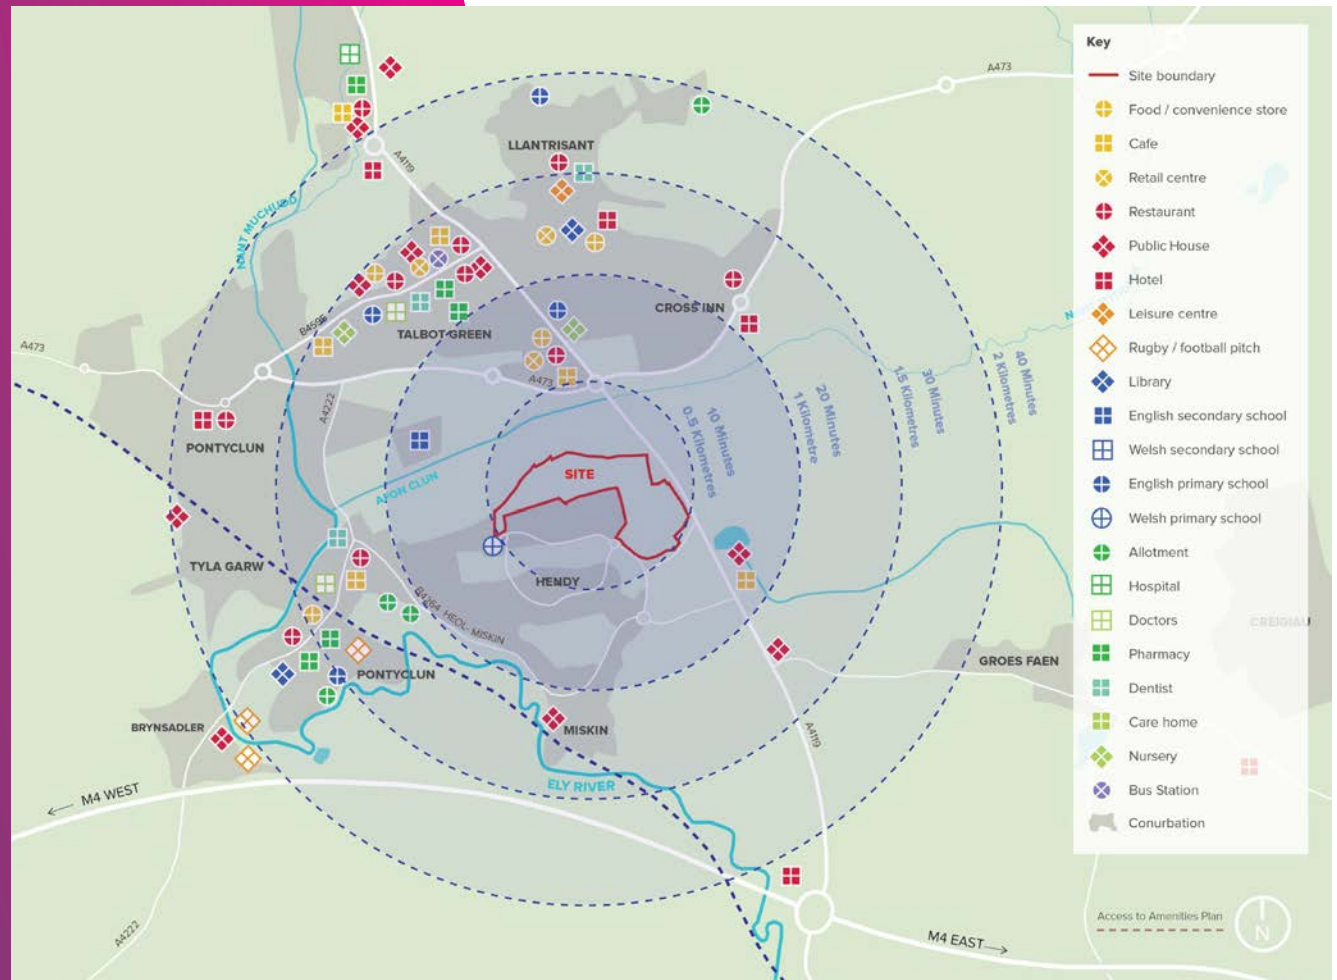 A473
Key
Site boundary
Food / convenience store
Cafe
Retail centre
Restaurant
Public House
Hotel
Leisure centre
Rugby / football pitch
Library
English secondary school
Welsh secondary school
English primary school
Welsh primary school
Allotment
Hospital
Doctors
Pharmacy
Dentist
Care home
Nursery
Bus Station
Conurbation
LLANTRISANT
A4119
NANT MUCHUDD
CROSS INN
TALBOT GREEN
B4595
A473
A473
A4222
PONTYCLUN
AFON CLUN
SITE
10 Minutes
0.5 Kilometres
20 Minutes
1 Kilometre
30 Minutes
1.5 Kilometres
40 Minutes
2 Kilometres
TYLA GARW
HENDY
B4264 HEOL- MISKIN
CREIGIAU
GROES FAEN
PONTYCLUN
BRYNSADLER
MISKIN
A4119
ELY RIVER
M4 WEST
A4222
M4 EAST
Access to Amenities Plan
N